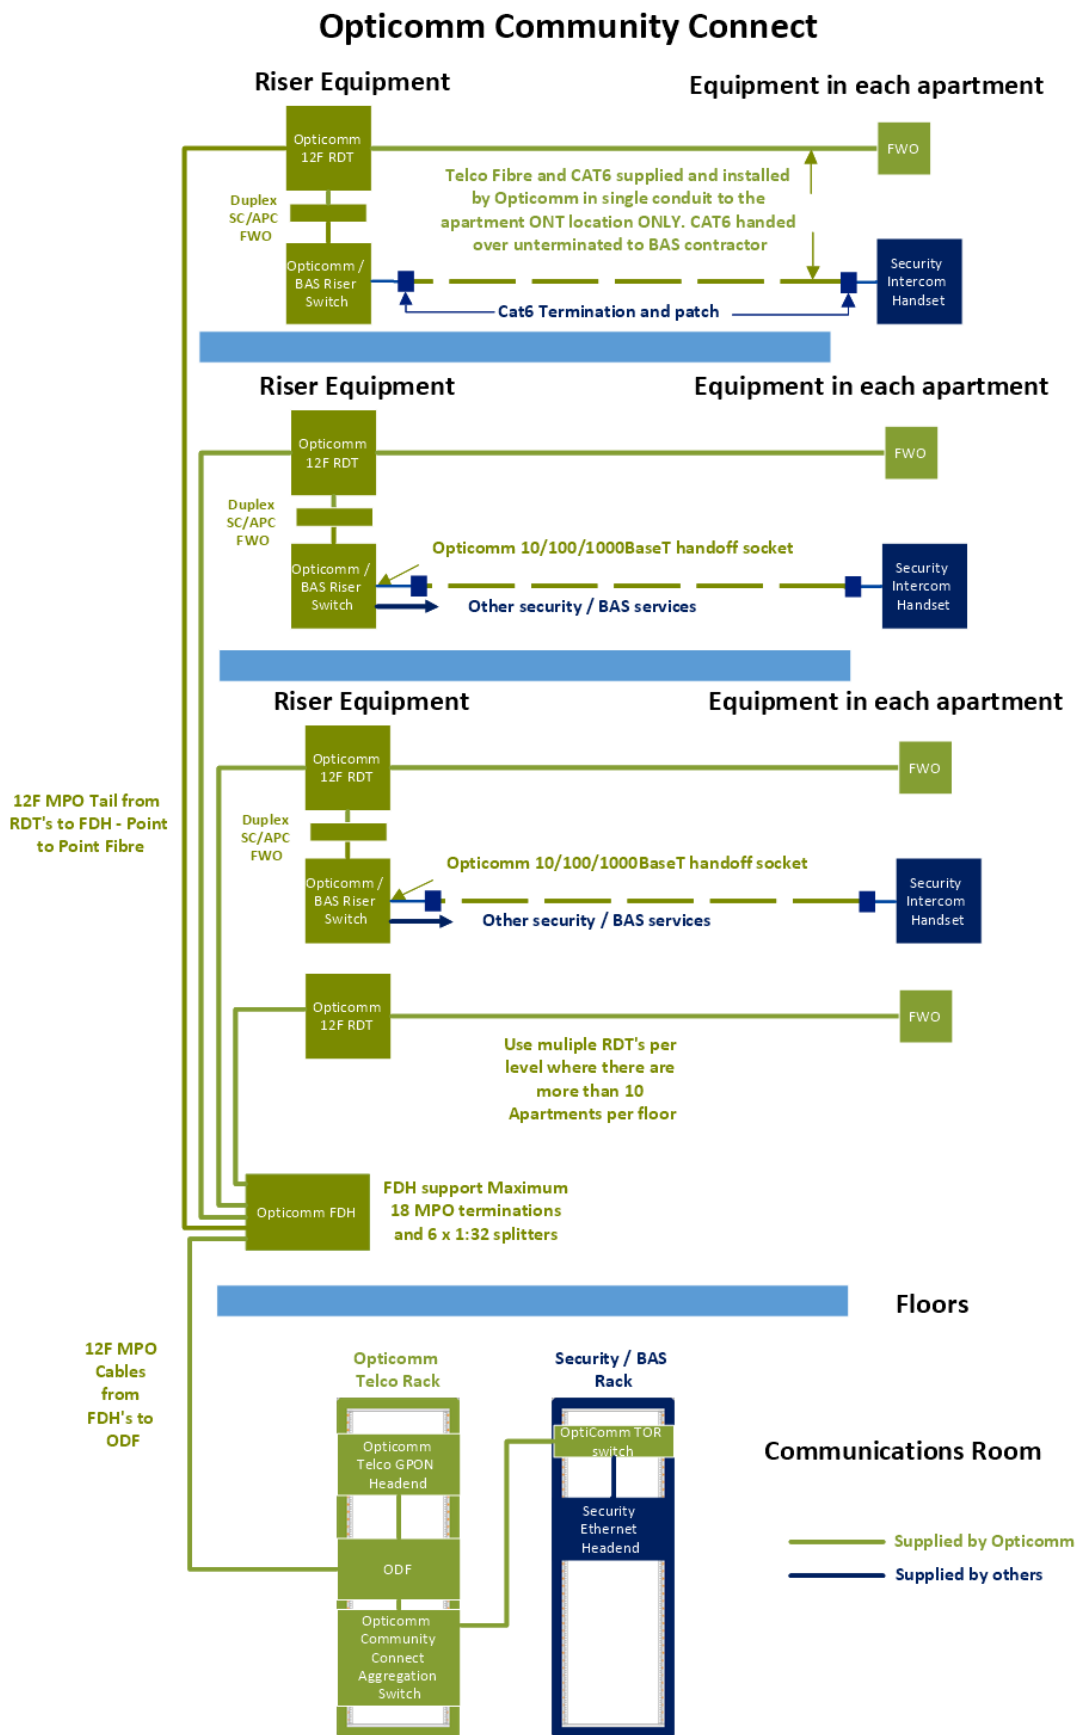 Opticomm Community Connect
Riser Equipment
Equipment in each apartment
Opticomm
12F RDT
FWO
Telco Fibre and CAT6 supplied and installed
by Opticomm in single conduit to the
apartment ONT location ONLY. CAT6 handed
over unterminated to BAS contractor
Duplex
SC/APC
FWO
Opticomm /
BAS Riser
Switch
Security
Intercom
Handset
Cat6 Termination and patch
Riser Equipment
Equipment in each apartment
Opticomm
12F RDT
FWO
Duplex
SC/APC
FWO
Opticomm 10/100/1000BaseT handoff socket
Opticomm /
BAS Riser
Switch
Security
Intercom
Handset
Other security / BAS services
Riser Equipment
Equipment in each apartment
Opticomm
12F RDT
FWO
12F MPO Tail from
RDT's to FDH - Point
to Point Fibre
Duplex
SC/APC
FWO
Opticomm 10/100/1000BaseT handoff socket
Opticomm /
BAS Riser
Switch
Security
Intercom
Handset
Other security / BAS services
Opticomm
12F RDT
FWO
Use muliple RDT's per
level where there are
more than 10
Apartments per floor
Opticomm FDH
FDH support Maximum
18 MPO terminations
and 6 x 1:32 splitters
Floors
12F MPO
Cables
from
FDH's to
ODF
Opticomm
Telco Rack
Security / BAS
Rack
Opticomm
Telco GPON
Headend
OptiComm TOR
switch
Communications Room
Security
Ethernet
Headend
ODF
Supplied by Opticomm
Supplied by others
Opticomm
Community
Connect
Aggregation
Switch